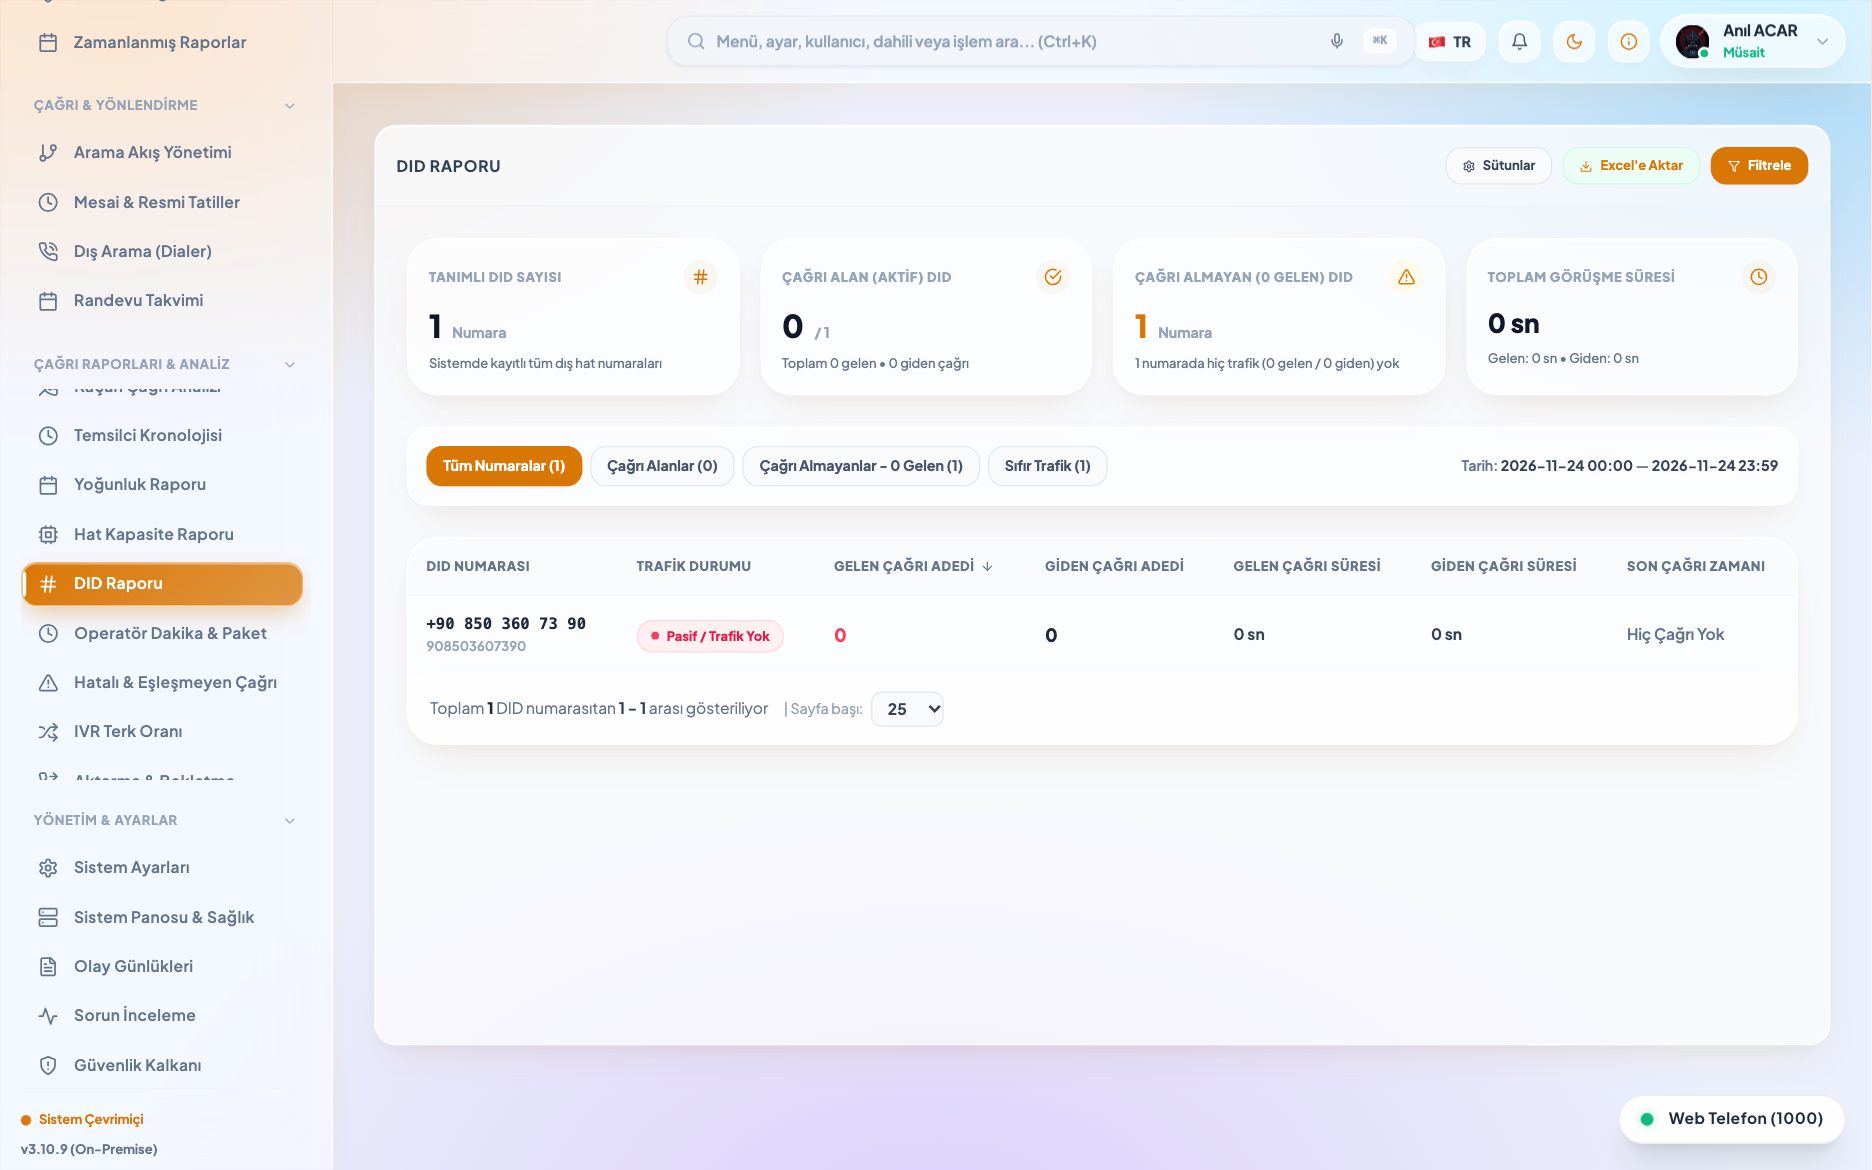 Zamanlanmış Raporlar
ÇAĞRI & YÖNLENDİRME
Arama Akış Yönetimi
Mesai & Resmi Tatiller
Dış Arama (Dialer)
Randevu Takvimi
ÇAĞRI RAPORLARI & ANALİZ
Temsilci Kronolojisi
Yoğunluk Raporu
Hat Kapasite Raporu
DID Raporu
Operatör Dakika & Paket
Hatalı & Eşleşmeyen Çağrı
IVR Terk Oranı
YÖNETİM & AYARLAR
Sistem Ayarları
Sistem Panosu & Sağlık
Olay Günlükleri
Sorun İnceleme
Güvenlik Kalkanı
Sistem Çevrimiçi
v3.10.9 (On-Premise)
Menü, ayar, kullanıcı, dahili veya işlem ara... (Ctrl+K)
⌘K
TR
Anıl ACAR
Müsait
DID RAPORU
Sütunlar
Excel'e Aktar
Filtrele
TANIMLI DID SAYISI
1 Numara
Sistemde kayıtlı tüm dış hat numaraları
ÇAĞRI ALAN (AKTİF) DID
0 / 1
Toplam 0 gelen • 0 giden çağrı
ÇAĞRI ALMAYAN (0 GELEN) DID
1 Numara
1 numarada hiç trafik (0 gelen / 0 giden) yok
TOPLAM GÖRÜŞME SÜRESİ
0 sn
Gelen: 0 sn • Giden: 0 sn
Tüm Numaralar (1)
Çağrı Alanlar (0)
Çağrı Almayanlar - 0 Gelen (1)
Sıfır Trafik (1)
Tarih: 2026-11-24 00:00 — 2026-11-24 23:59
DID NUMARASI TRAFİK DURUMU GELEN ÇAĞRI ADEDİ ↓ GİDEN ÇAĞRI ADEDİ GELEN ÇAĞRI SÜRESİ GİDEN ÇAĞRI SÜRESİ SON ÇAĞRI ZAMANI
+90 850 360 73 90
908503607390
Pasif / Trafik Yok
0
0
0 sn
0 sn
Hiç Çağrı Yok
Toplam 1 DID numarasıtan 1 - 1 arası gösteriliyor | Sayfa başı: 25
Web Telefon (1000)